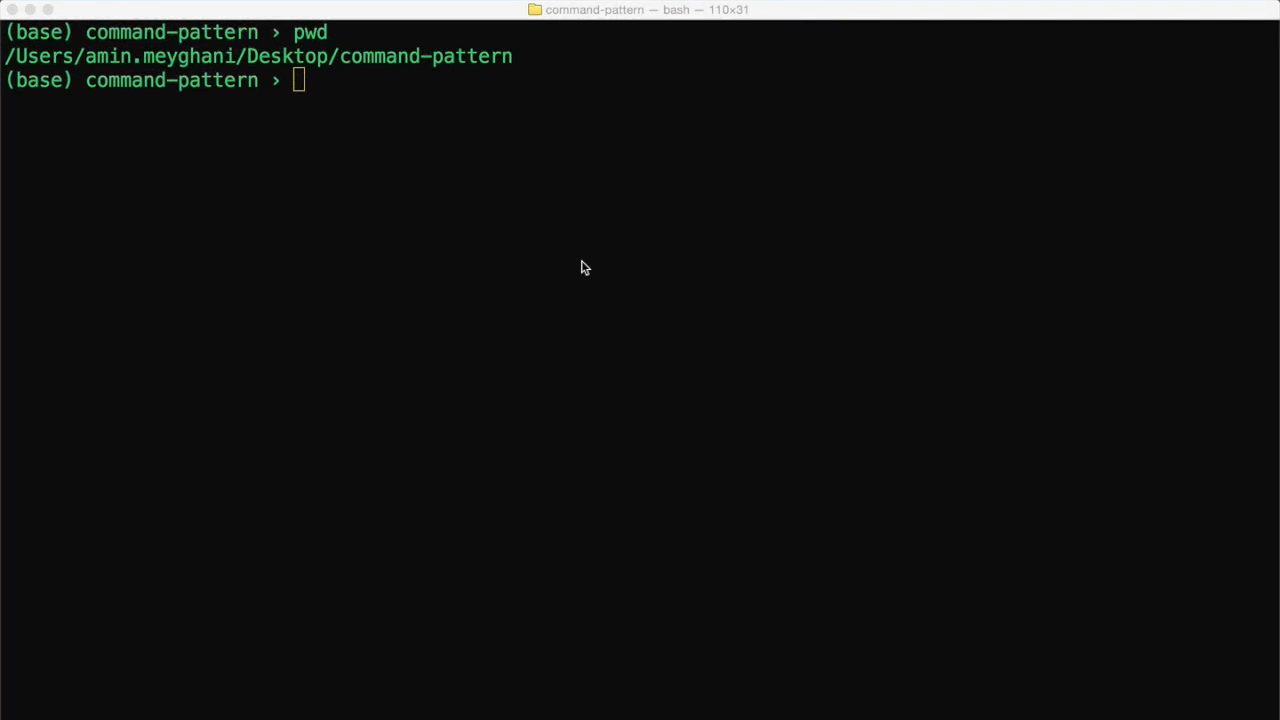 command-pattern — bash — 110x31
(base) command-pattern › pwd
/Users/amin.meyghani/Desktop/command-pattern
(base) command-pattern ›